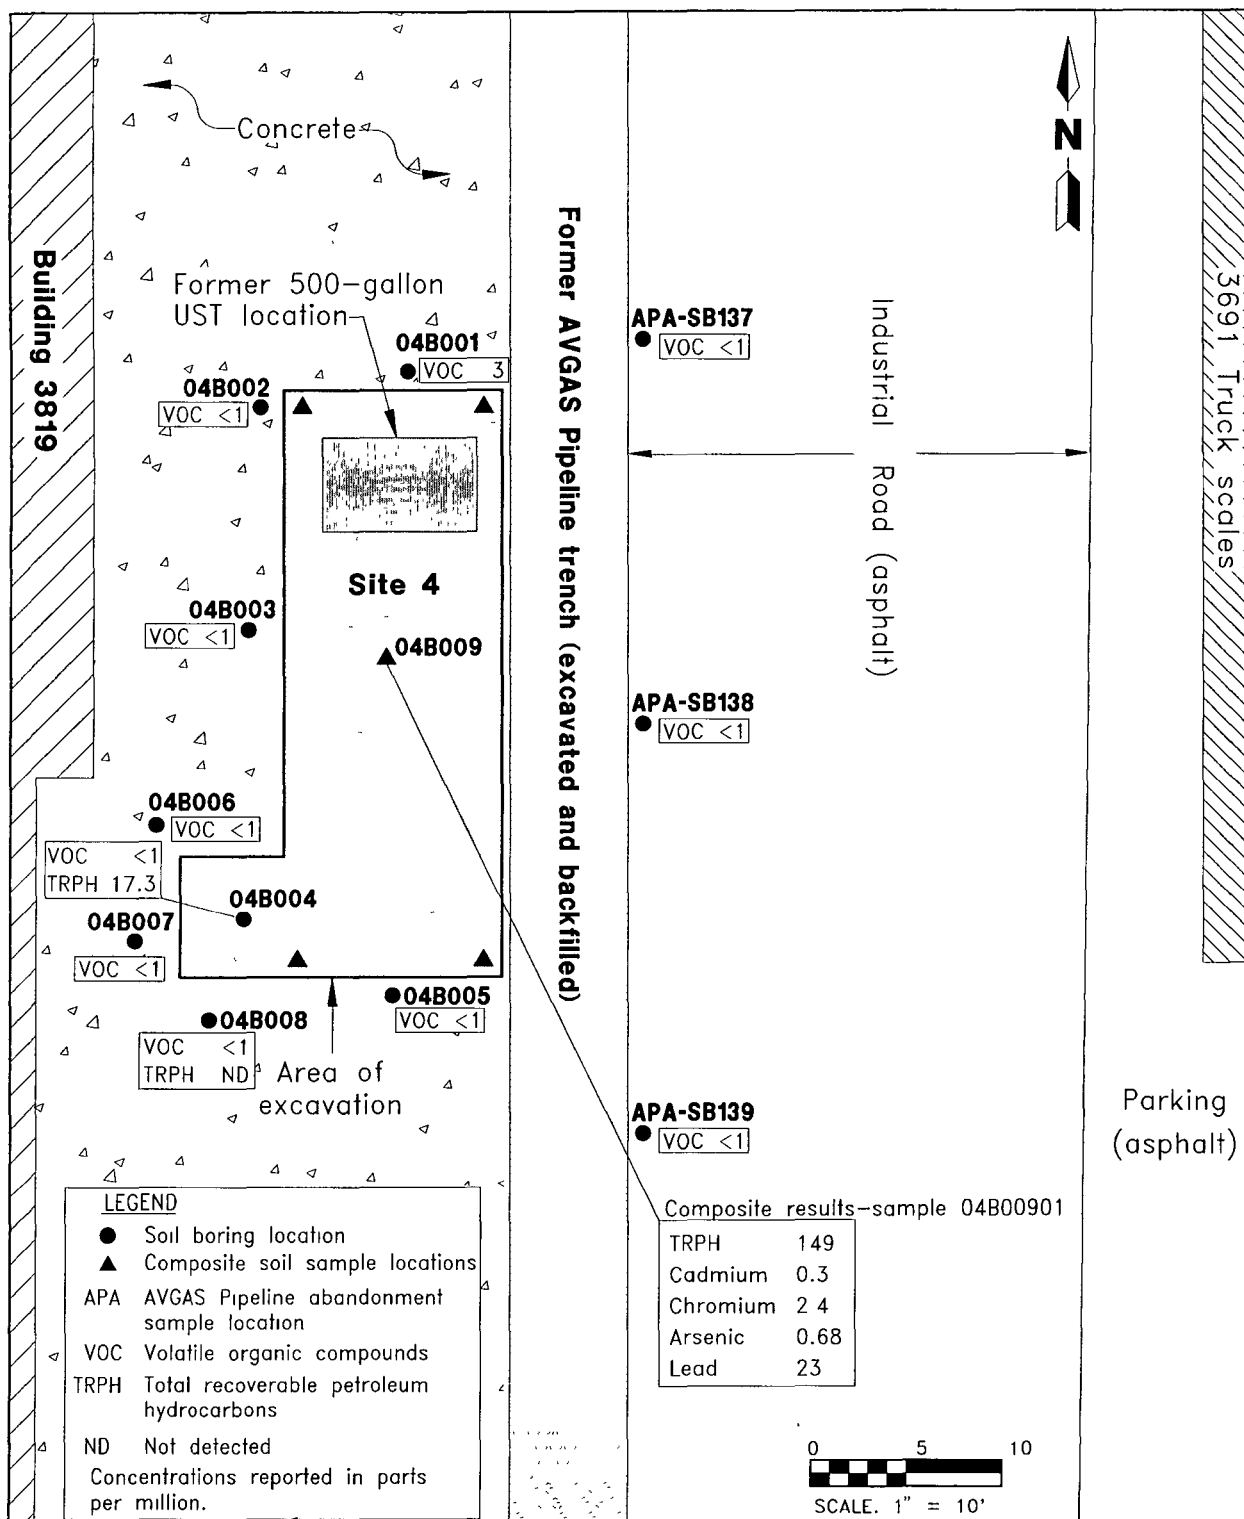 Concrete
N
Building 3819
Former AVGAS Pipeline trench (excavated and backfilled)
Industrial Road (asphalt)
3691 Truck scales
Former 500-gallon
UST location
04B001
VOC 3
04B002
VOC <1
APA-SB137
VOC <1
Site 4
04B003
VOC <1
04B009
APA-SB138
VOC <1
04B006
VOC <1
VOC <1
TRPH 17.3
04B004
04B007
VOC <1
04B005
VOC <1
04B008
VOC <1
TRPH ND
Area of
excavation
APA-SB139
VOC <1
Parking
(asphalt)
Composite results-sample 04B00901
TRPH 149
Cadmium 0.3
Chromium 2 4
Arsenic 0.68
Lead 23
LEGEND
Soil boring location
Composite soil sample locations
APA AVGAS Pipeline abandonment
sample location
VOC Volatile organic compounds
TRPH Total recoverable petroleum
hydrocarbons
ND Not detected
Concentrations reported in parts
per million.
0 5 10
SCALE. 1" = 10'